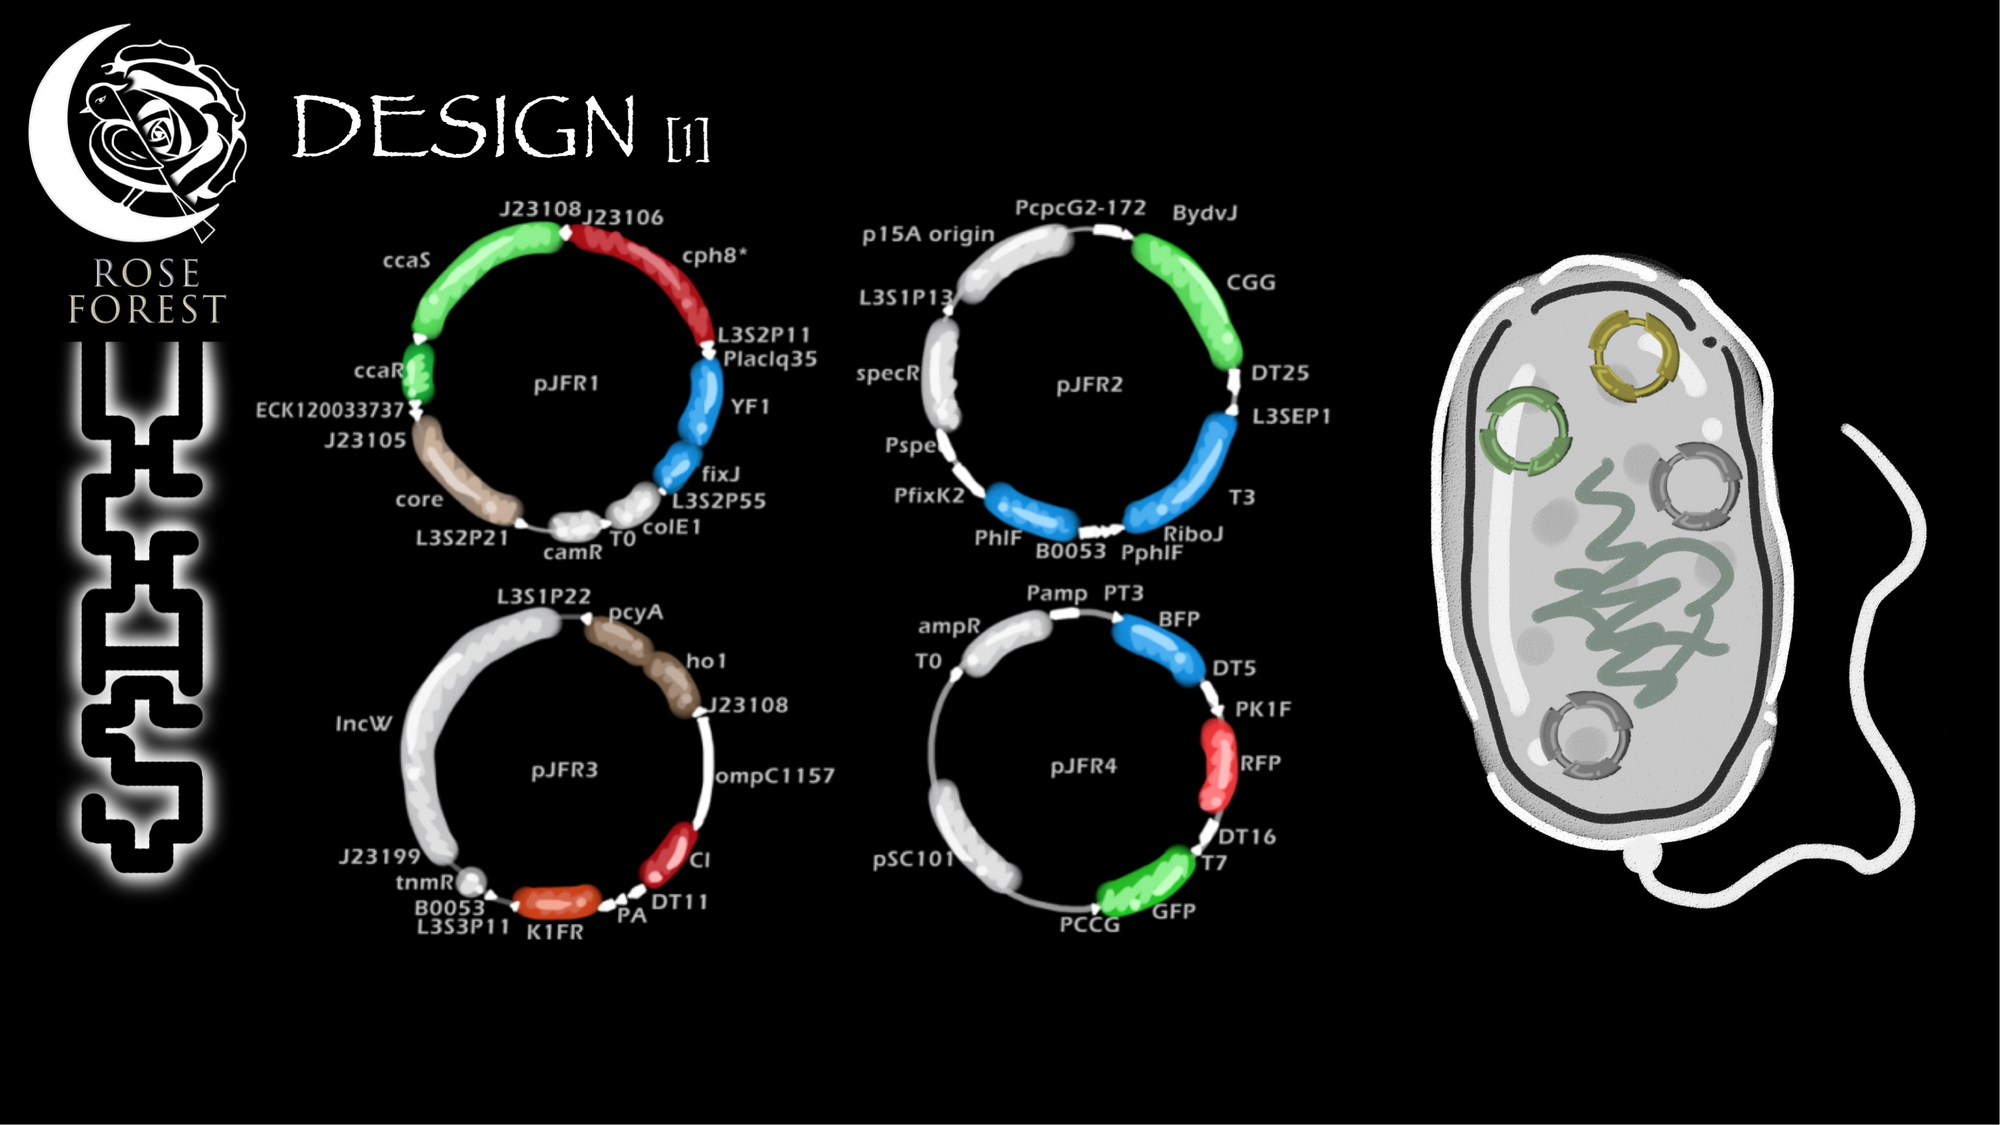 ROSE
FOREST
DESIGN [1]
J23108
J23106
ccaS
cph8*
L3S2P11
PlacIq35
ccaR
pJFR1
YF1
ECK120033737
J23105
core
fixJ
L3S2P55
colE1
L3S2P21
T0
camR
PcpcG2-172
BydvJ
p15A origin
CGG
L3S1P13
specR
pJFR2
DT25
L3SEP1
Pspe
PfixK2
T3
PhlF
B0053
PphlF
RiboJ
L3S1P22
pcyA
ho1
J23108
IncW
pJFR3
ompC1157
J23199
CI
tnmR
DT11
B0053
PA
L3S3P11
K1FR
Pamp
PT3
ampR
BFP
T0
DT5
PK1F
pJFR4
RFP
DT16
pSC101
T7
GFP
PCCG